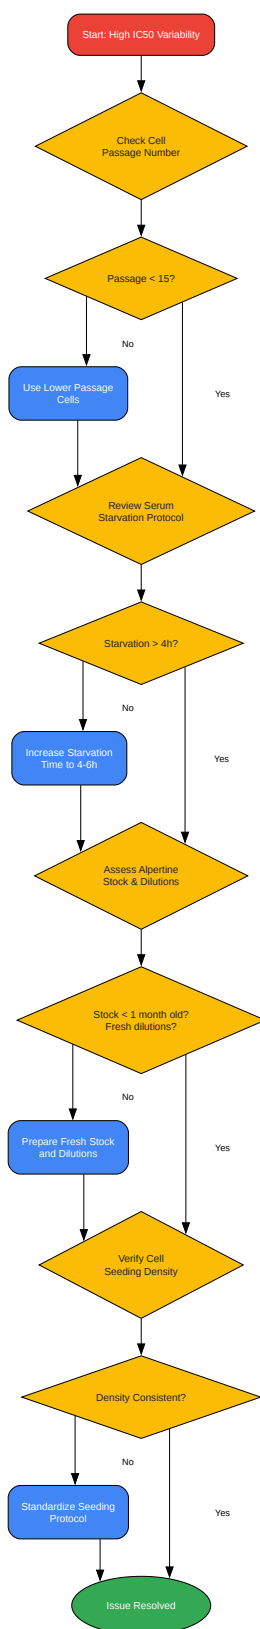 Start: High IC50 Variability
Check Cell
Passage Number
Passage < 15?
No
Use Lower Passage
Cells
Yes
Review Serum
Starvation Protocol
Starvation > 4h?
No
Increase Starvation
Time to 4-6h
Yes
Assess Alpertine
Stock & Dilutions
Stock < 1 month old?
Fresh dilutions?
No
Prepare Fresh Stock
and Dilutions
Yes
Verify Cell
Seeding Density
Density Consistent?
No
Standardize Seeding
Protocol
Yes
Issue Resolved